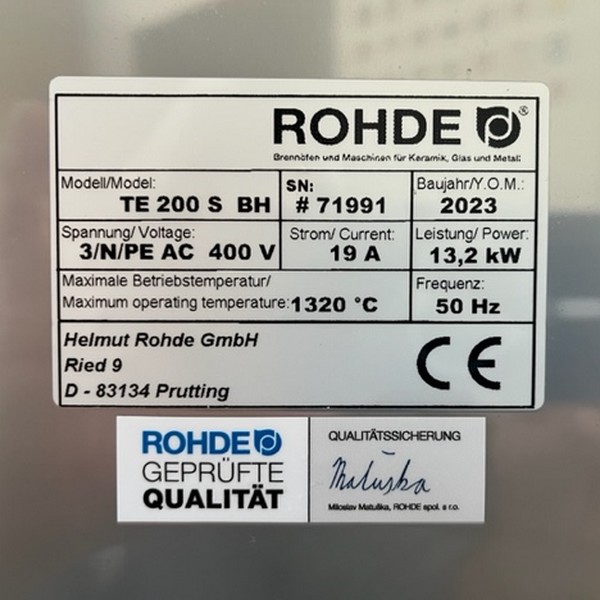 ROHDE ®
Brennöfen und Maschinen für Keramik, Glas und Metall
Modell/Model:
TE 200 S BH
SN:
# 71991
Baujahr/Y.O.M.:
2023
Spannung/ Voltage:
3/N/PE AC 400 V
Strom/ Current:
19 A
Leistung/ Power:
13,2 kW
Maximale Betriebstemperatur/
Maximum operating temperature: 1320 °C
Frequenz:
50 Hz
Helmut Rohde GmbH
Ried 9
D - 83134 Prutting
CE
ROHDE
GEPRÜFTE
QUALITÄT
QUALITÄTSSICHERUNG
Matuška
Miloslav Matuška, ROHDE spol. s r.o.